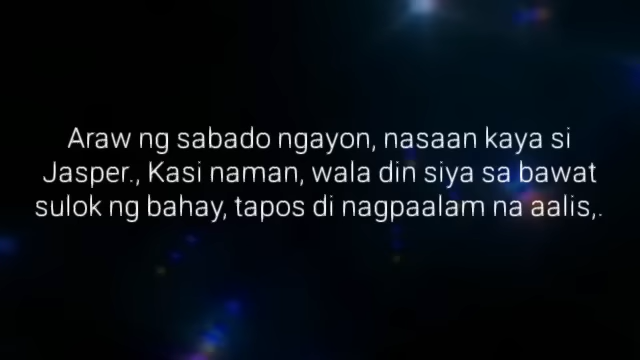 Araw ng sabado ngayon, nasaan kaya si
Jasper., Kasi naman, wala din siya sa bawat
sulok ng bahay, tapos di nagpaalam na aalis,.